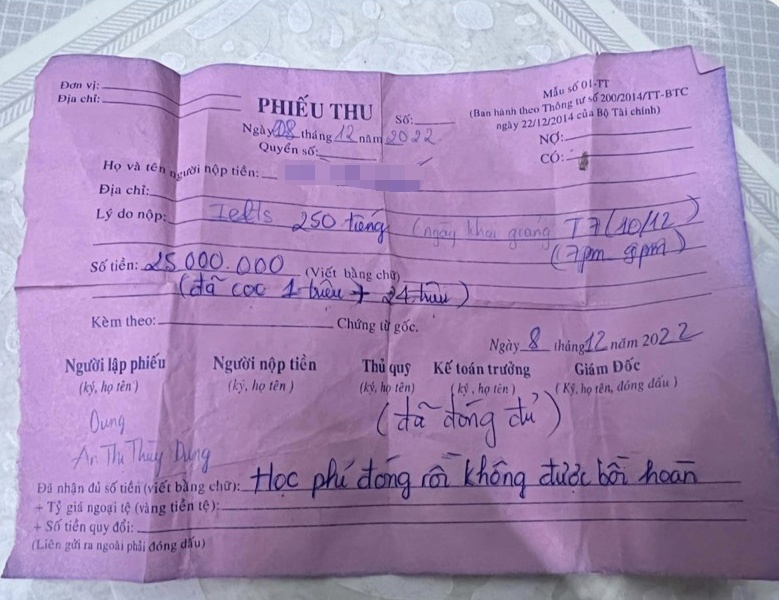 Đơn vị:
Địa chỉ:
Mẫu số 01-TT
(Ban hành theo Thông tư số 200/2014/TT-BTC
ngày 22/12/2014 của Bộ Tài chính)
PHIẾU THU
Số:
Ngày 08 tháng 12 năm 2022
Quyển số:
NỢ:
CÓ:
Họ và tên người nộp tiền:
Địa chỉ:
Lý do nộp: Ielts 250 tiếng (ngày khai giảng T7 (10/12)
(7pm 9pm)
Số tiền: 25.000.000 (Viết bằng chữ)
(đã cọc 1 triệu + 24 triệu)
Kèm theo: Chứng từ gốc.
Ngày 8 tháng 12 năm 2022
Người lập phiếu Người nộp tiền Thủ quỹ Kế toán trưởng Giám Đốc
(ký, họ tên) (ký, họ tên) (ký, họ tên) (ký, họ tên) (Ký, họ tên, đóng dấu)
Dung
(đã đóng đủ)
Thị Thùy Dung
Đã nhận đủ số tiền (viết bằng chữ): Học phí đóng rồi không được bồi hoàn
+ Tỷ giá ngoại tệ (vàng tiền tệ):
+ Số tiền quy đổi:
(Liên gửi ra ngoài phải đóng dấu)